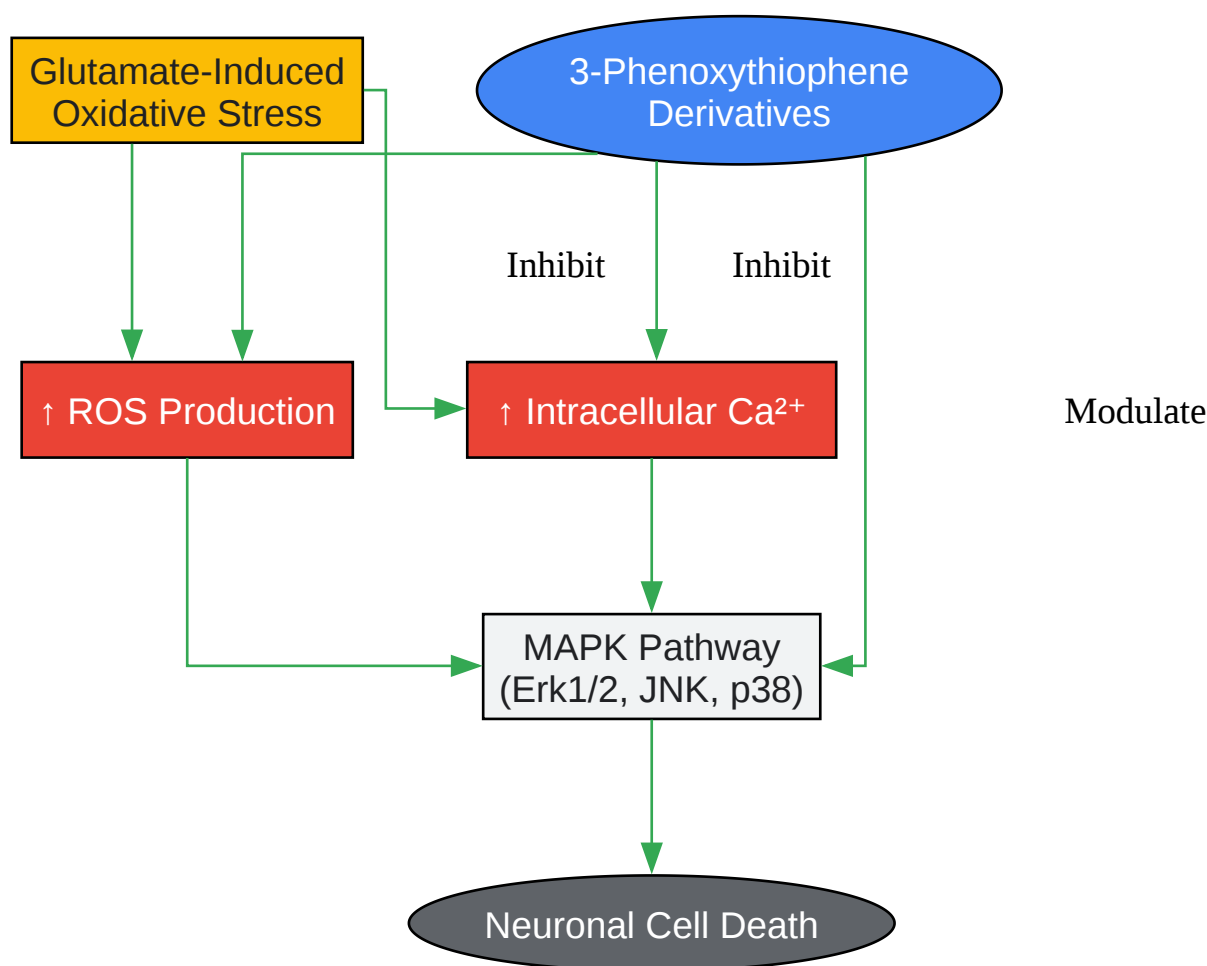 Glutamate-Induced
Oxidative Stress
3-Phenoxythiophene
Derivatives
Inhibit
Inhibit
↑ ROS Production
↑ Intracellular Ca²⁺
Modulate
MAPK Pathway
(Erk1/2, JNK, p38)
Neuronal Cell Death